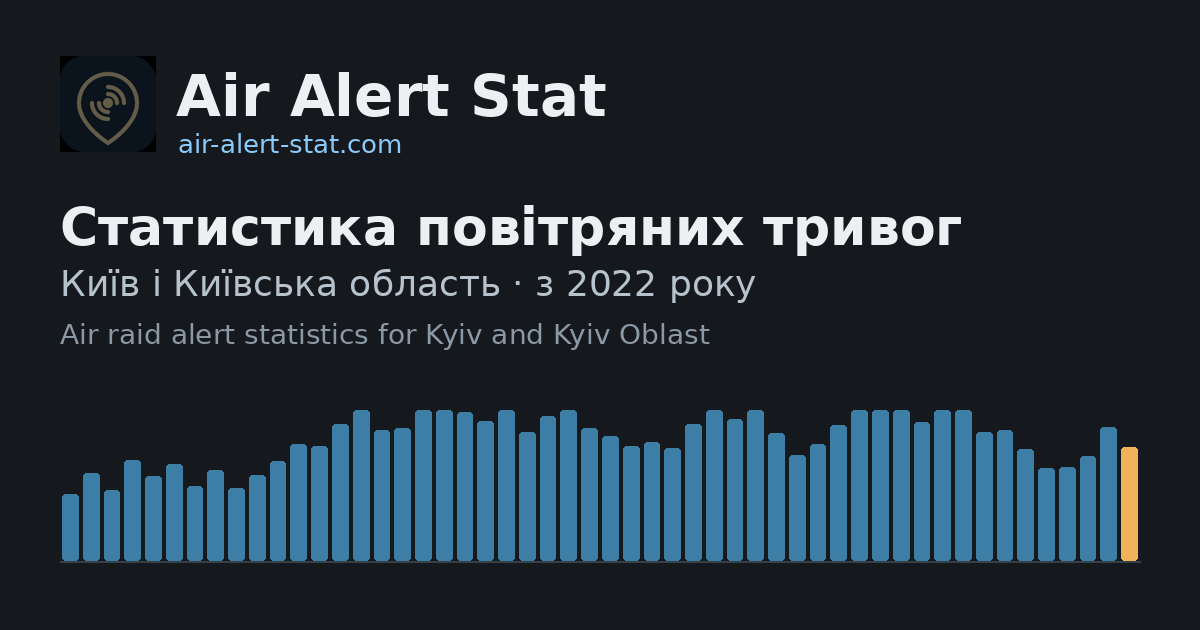 Air Alert Stat
air-alert-stat.com
Статистика повітряних тривог
Київ і Київська область · з 2022 року
Air raid alert statistics for Kyiv and Kyiv Oblast